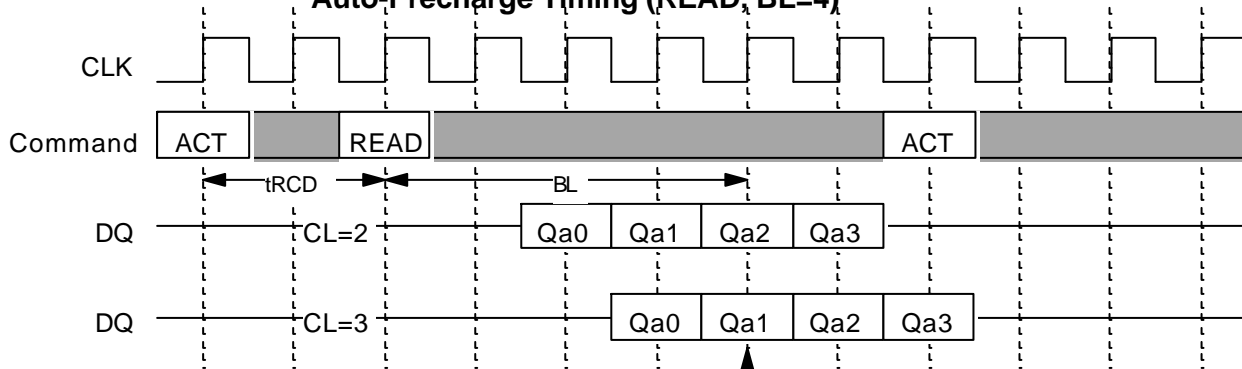 Auto-Precharge Timing (READ, BL=4)
CLK
Command ACT READ ACT
tRCD BL
DQ CL=2 Qa0 Qa1 Qa2 Qa3
DQ CL=3 Qa0 Qa1 Qa2 Qa3